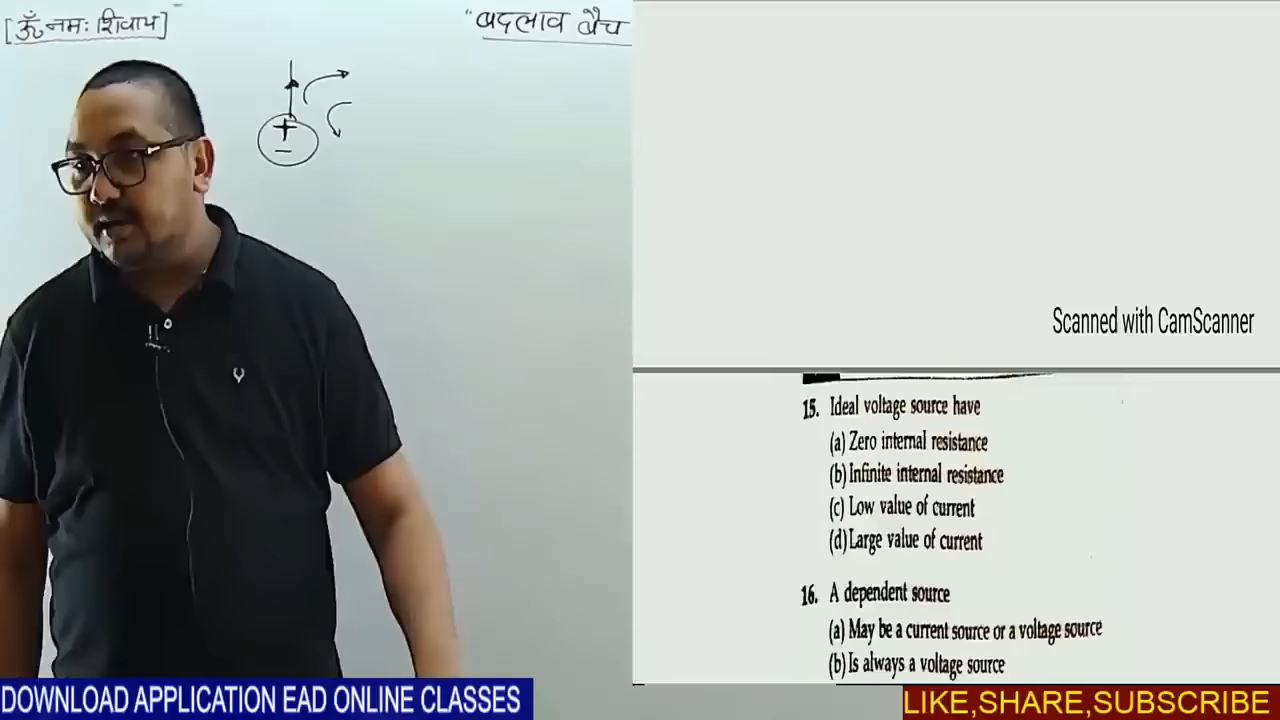 [ॐ नमः शिवाय]
"बदलाव बैच
+
−
Scanned with CamScanner
15. Ideal voltage source have
(a) Zero internal resistance
(b) Infinite internal resistance
(c) Low value of current
(d) Large value of current
16. A dependent source
(a) May be a current source or a voltage source
(b) Is always a voltage source
DOWNLOAD APPLICATION EAD ONLINE CLASSES
LIKE,SHARE,SUBSCRIBE